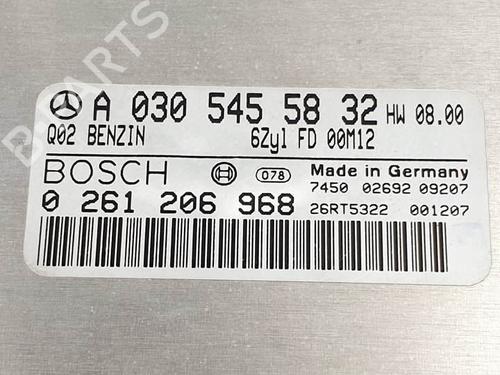 A 030 545 58 32 HW 08.00
Q02 BENZIN 6Zyl FD 00M12
BOSCH 078 Made in Germany
7450 02692 09207
0 261 206 968 26RT5322 001207
B PARTS